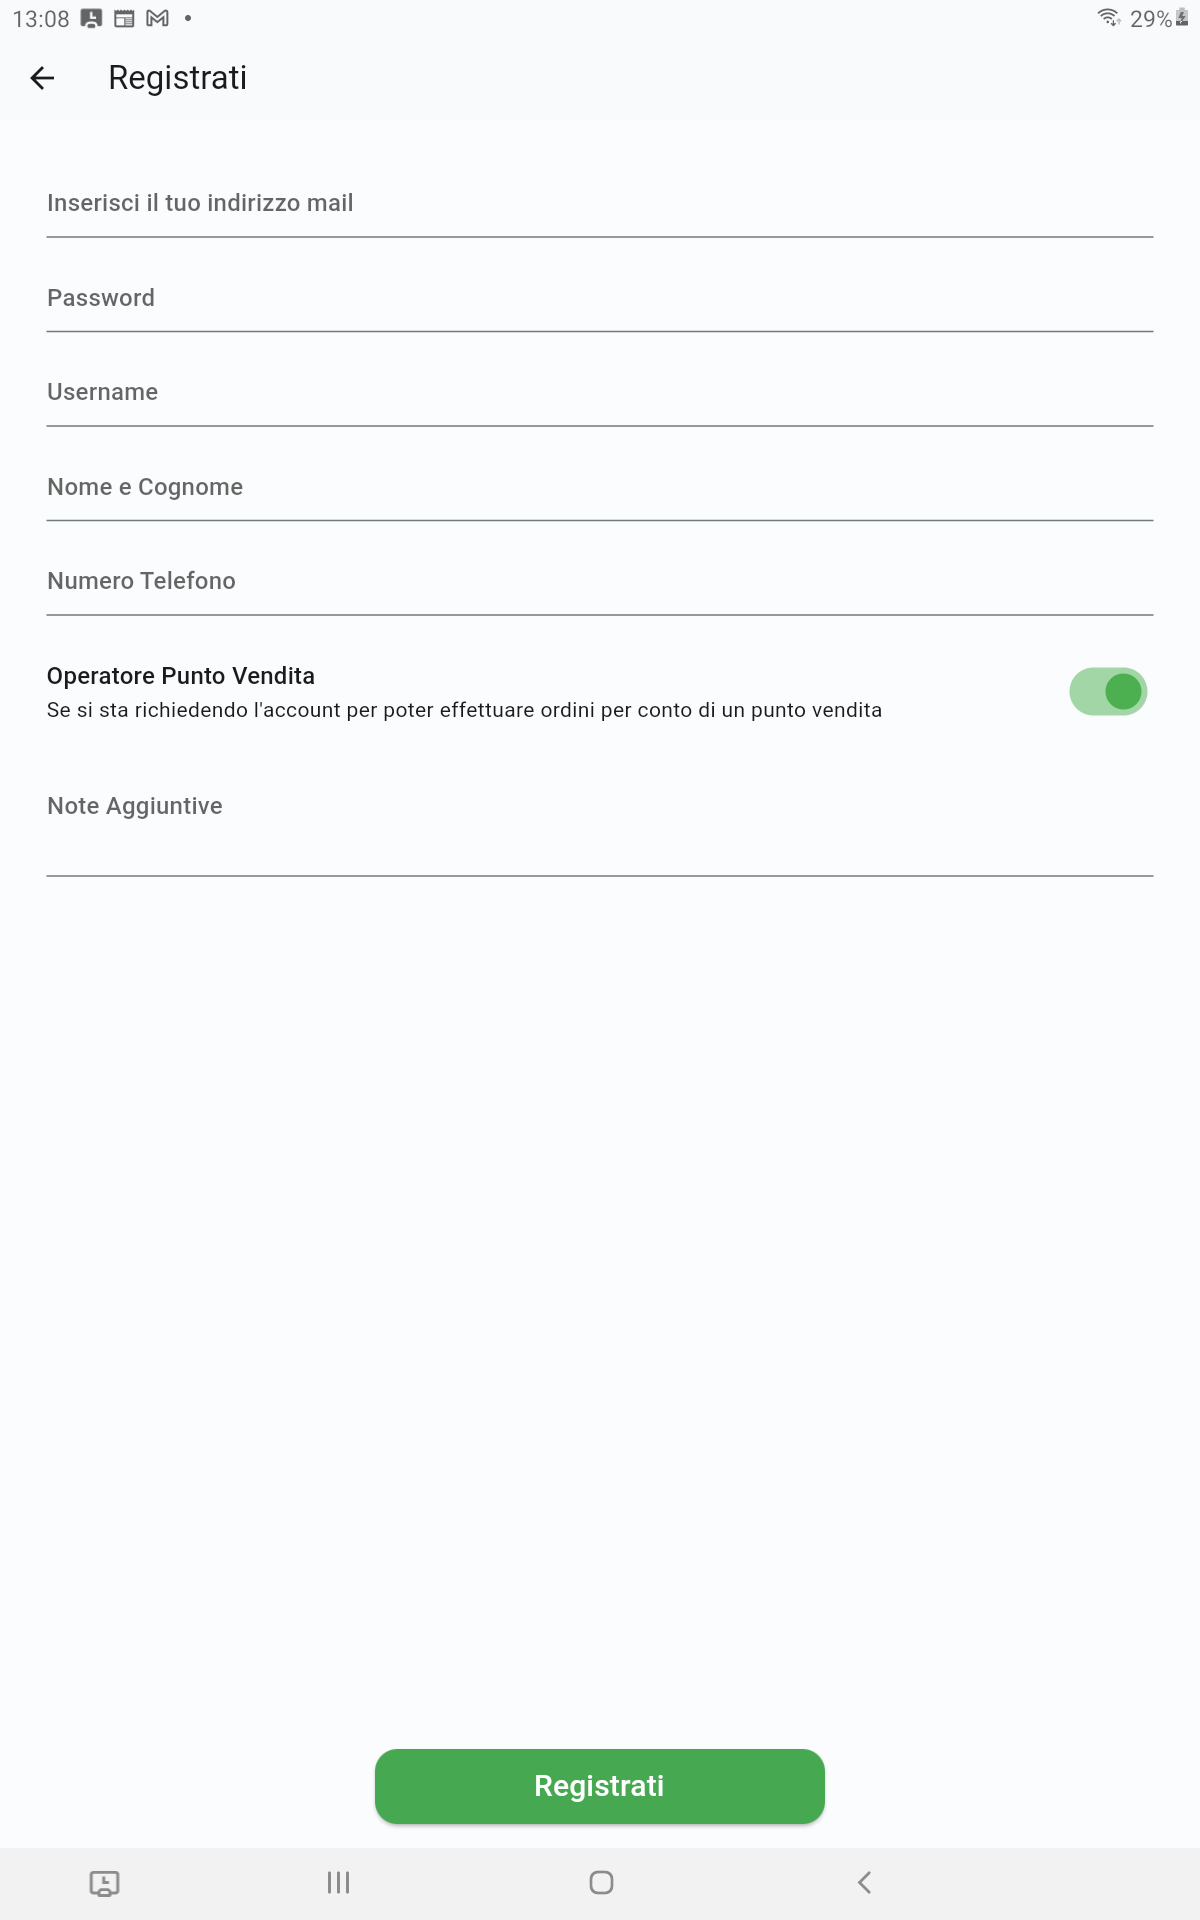 13:08
29%
Registrati
Inserisci il tuo indirizzo mail
Password
Username
Nome e Cognome
Numero Telefono
Operatore Punto Vendita
Se si sta richiedendo l'account per poter effettuare ordini per conto di un punto vendita
Note Aggiuntive
Registrati